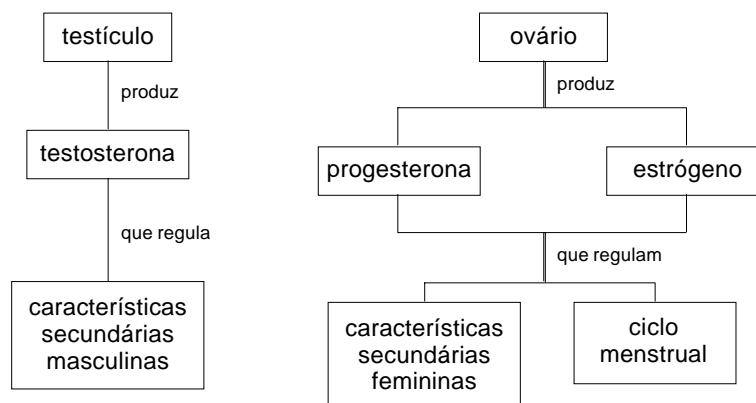 testículo
produz
testosterona
que regula
características
secundárias
masculinas
ovário
produz
progesterona
estrógeno
que regulam
características
secundárias
femininas
ciclo
menstrual